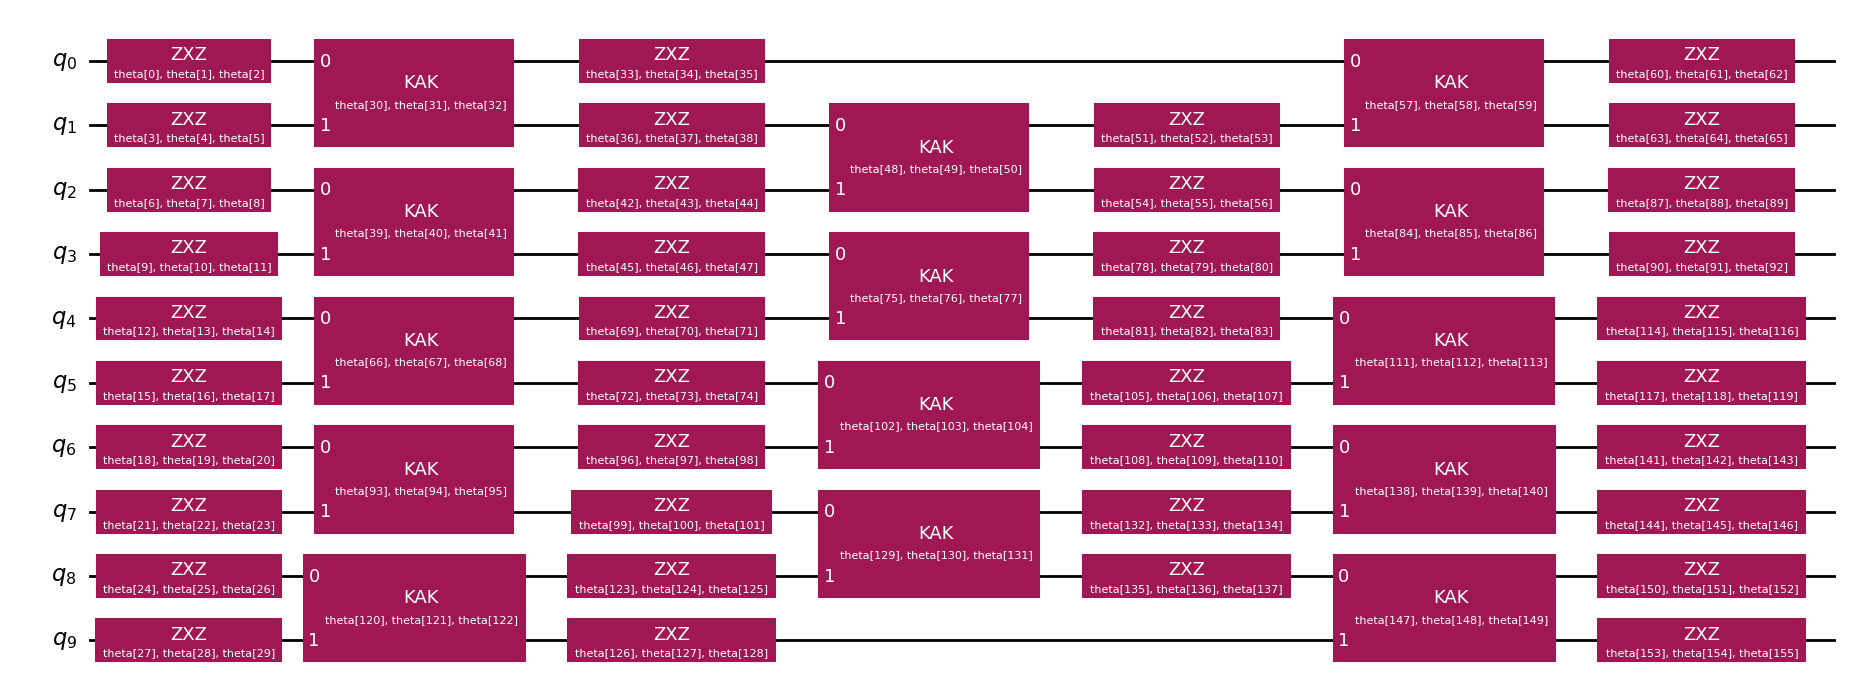 q0 ZXZ 0 KAK ZXZ 0 KAK ZXZ
theta[0], theta[1], theta[2] theta[33], theta[34], theta[35] theta[60], theta[61], theta[62]
theta[30], theta[31], theta[32] theta[57], theta[58], theta[59]
q1 ZXZ 1 ZXZ 0 KAK ZXZ 1 ZXZ
theta[3], theta[4], theta[5] theta[36], theta[37], theta[38] theta[51], theta[52], theta[53] theta[63], theta[64], theta[65]
theta[48], theta[49], theta[50]
q2 ZXZ 0 KAK ZXZ 1 ZXZ 0 KAK ZXZ
theta[6], theta[7], theta[8] theta[42], theta[43], theta[44] theta[54], theta[55], theta[56] theta[87], theta[88], theta[89]
theta[39], theta[40], theta[41] theta[84], theta[85], theta[86]
q3 ZXZ 1 ZXZ 0 KAK ZXZ 1 ZXZ
theta[9], theta[10], theta[11] theta[45], theta[46], theta[47] theta[78], theta[79], theta[80] theta[90], theta[91], theta[92]
theta[75], theta[76], theta[77]
q4 ZXZ 0 KAK ZXZ 1 ZXZ 0 KAK ZXZ
theta[12], theta[13], theta[14] theta[69], theta[70], theta[71] theta[81], theta[82], theta[83] theta[114], theta[115], theta[116]
theta[66], theta[67], theta[68] theta[111], theta[112], theta[113]
q5 ZXZ 1 ZXZ 0 KAK ZXZ 1 ZXZ
theta[15], theta[16], theta[17] theta[72], theta[73], theta[74] theta[105], theta[106], theta[107] theta[117], theta[118], theta[119]
theta[102], theta[103], theta[104]
q6 ZXZ 0 KAK ZXZ 1 ZXZ 0 KAK ZXZ
theta[18], theta[19], theta[20] theta[96], theta[97], theta[98] theta[108], theta[109], theta[110] theta[141], theta[142], theta[143]
theta[93], theta[94], theta[95] theta[138], theta[139], theta[140]
q7 ZXZ 1 ZXZ 0 KAK ZXZ 1 ZXZ
theta[21], theta[22], theta[23] theta[99], theta[100], theta[101] theta[132], theta[133], theta[134] theta[144], theta[145], theta[146]
theta[129], theta[130], theta[131]
q8 ZXZ 0 KAK ZXZ 1 ZXZ 0 KAK ZXZ
theta[24], theta[25], theta[26] theta[123], theta[124], theta[125] theta[135], theta[136], theta[137] theta[150], theta[151], theta[152]
theta[120], theta[121], theta[122] theta[147], theta[148], theta[149]
q9 ZXZ 1 ZXZ 1 ZXZ
theta[27], theta[28], theta[29] theta[126], theta[127], theta[128] theta[153], theta[154], theta[155]